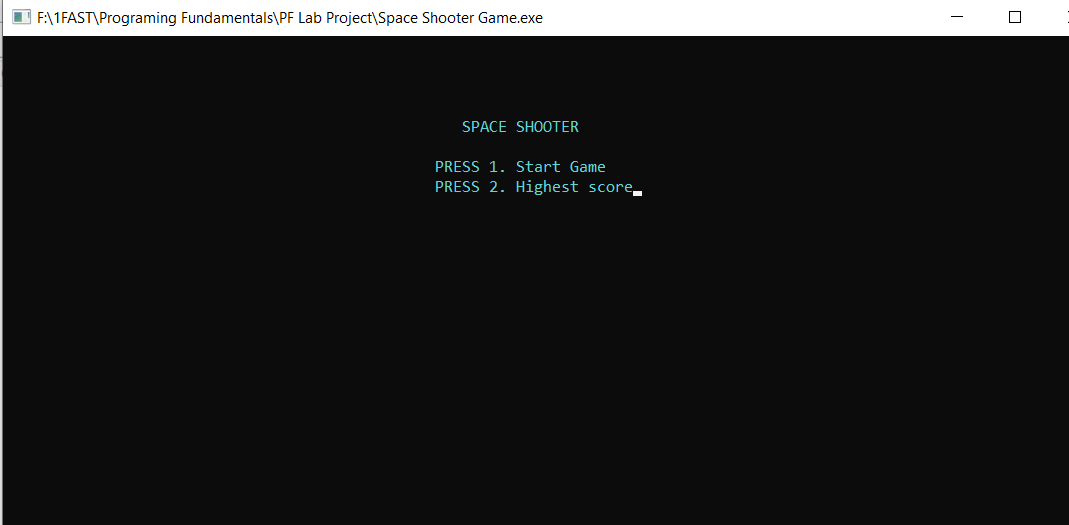 F:\1FAST\Programing Fundamentals\PF Lab Project\Space Shooter Game.exe
SPACE SHOOTER
PRESS 1. Start Game
PRESS 2. Highest score